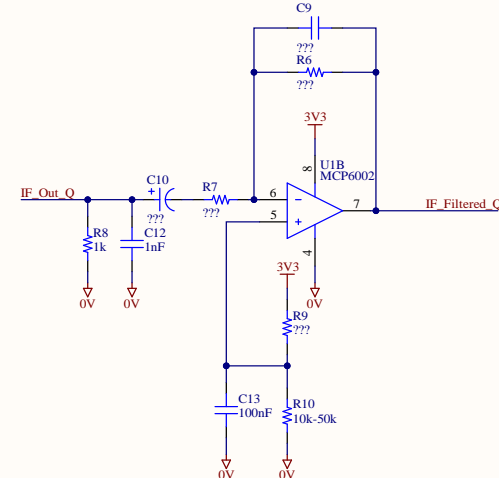 C9
???
R6
???
3V3
8
U1B
MCP6002
C10
+
R7
6
−
7
IF_Out_Q
IF_Filtered_Q
???
???
5
+
R8
1k
C12
1nF
4
0V
0V
3V3
0V
R9
???
C13
100nF
R10
10k-50k
0V
0V